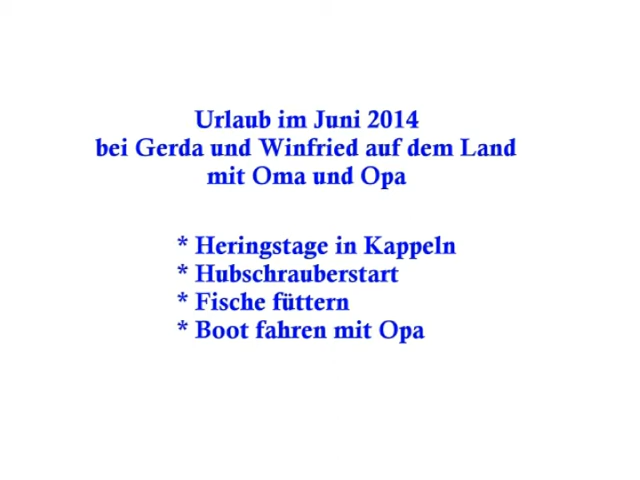 Urlaub im Juni 2014
bei Gerda und Winfried auf dem Land
mit Oma und Opa
* Heringstage in Kappeln
* Hubschrauberstart
* Fische füttern
* Boot fahren mit Opa